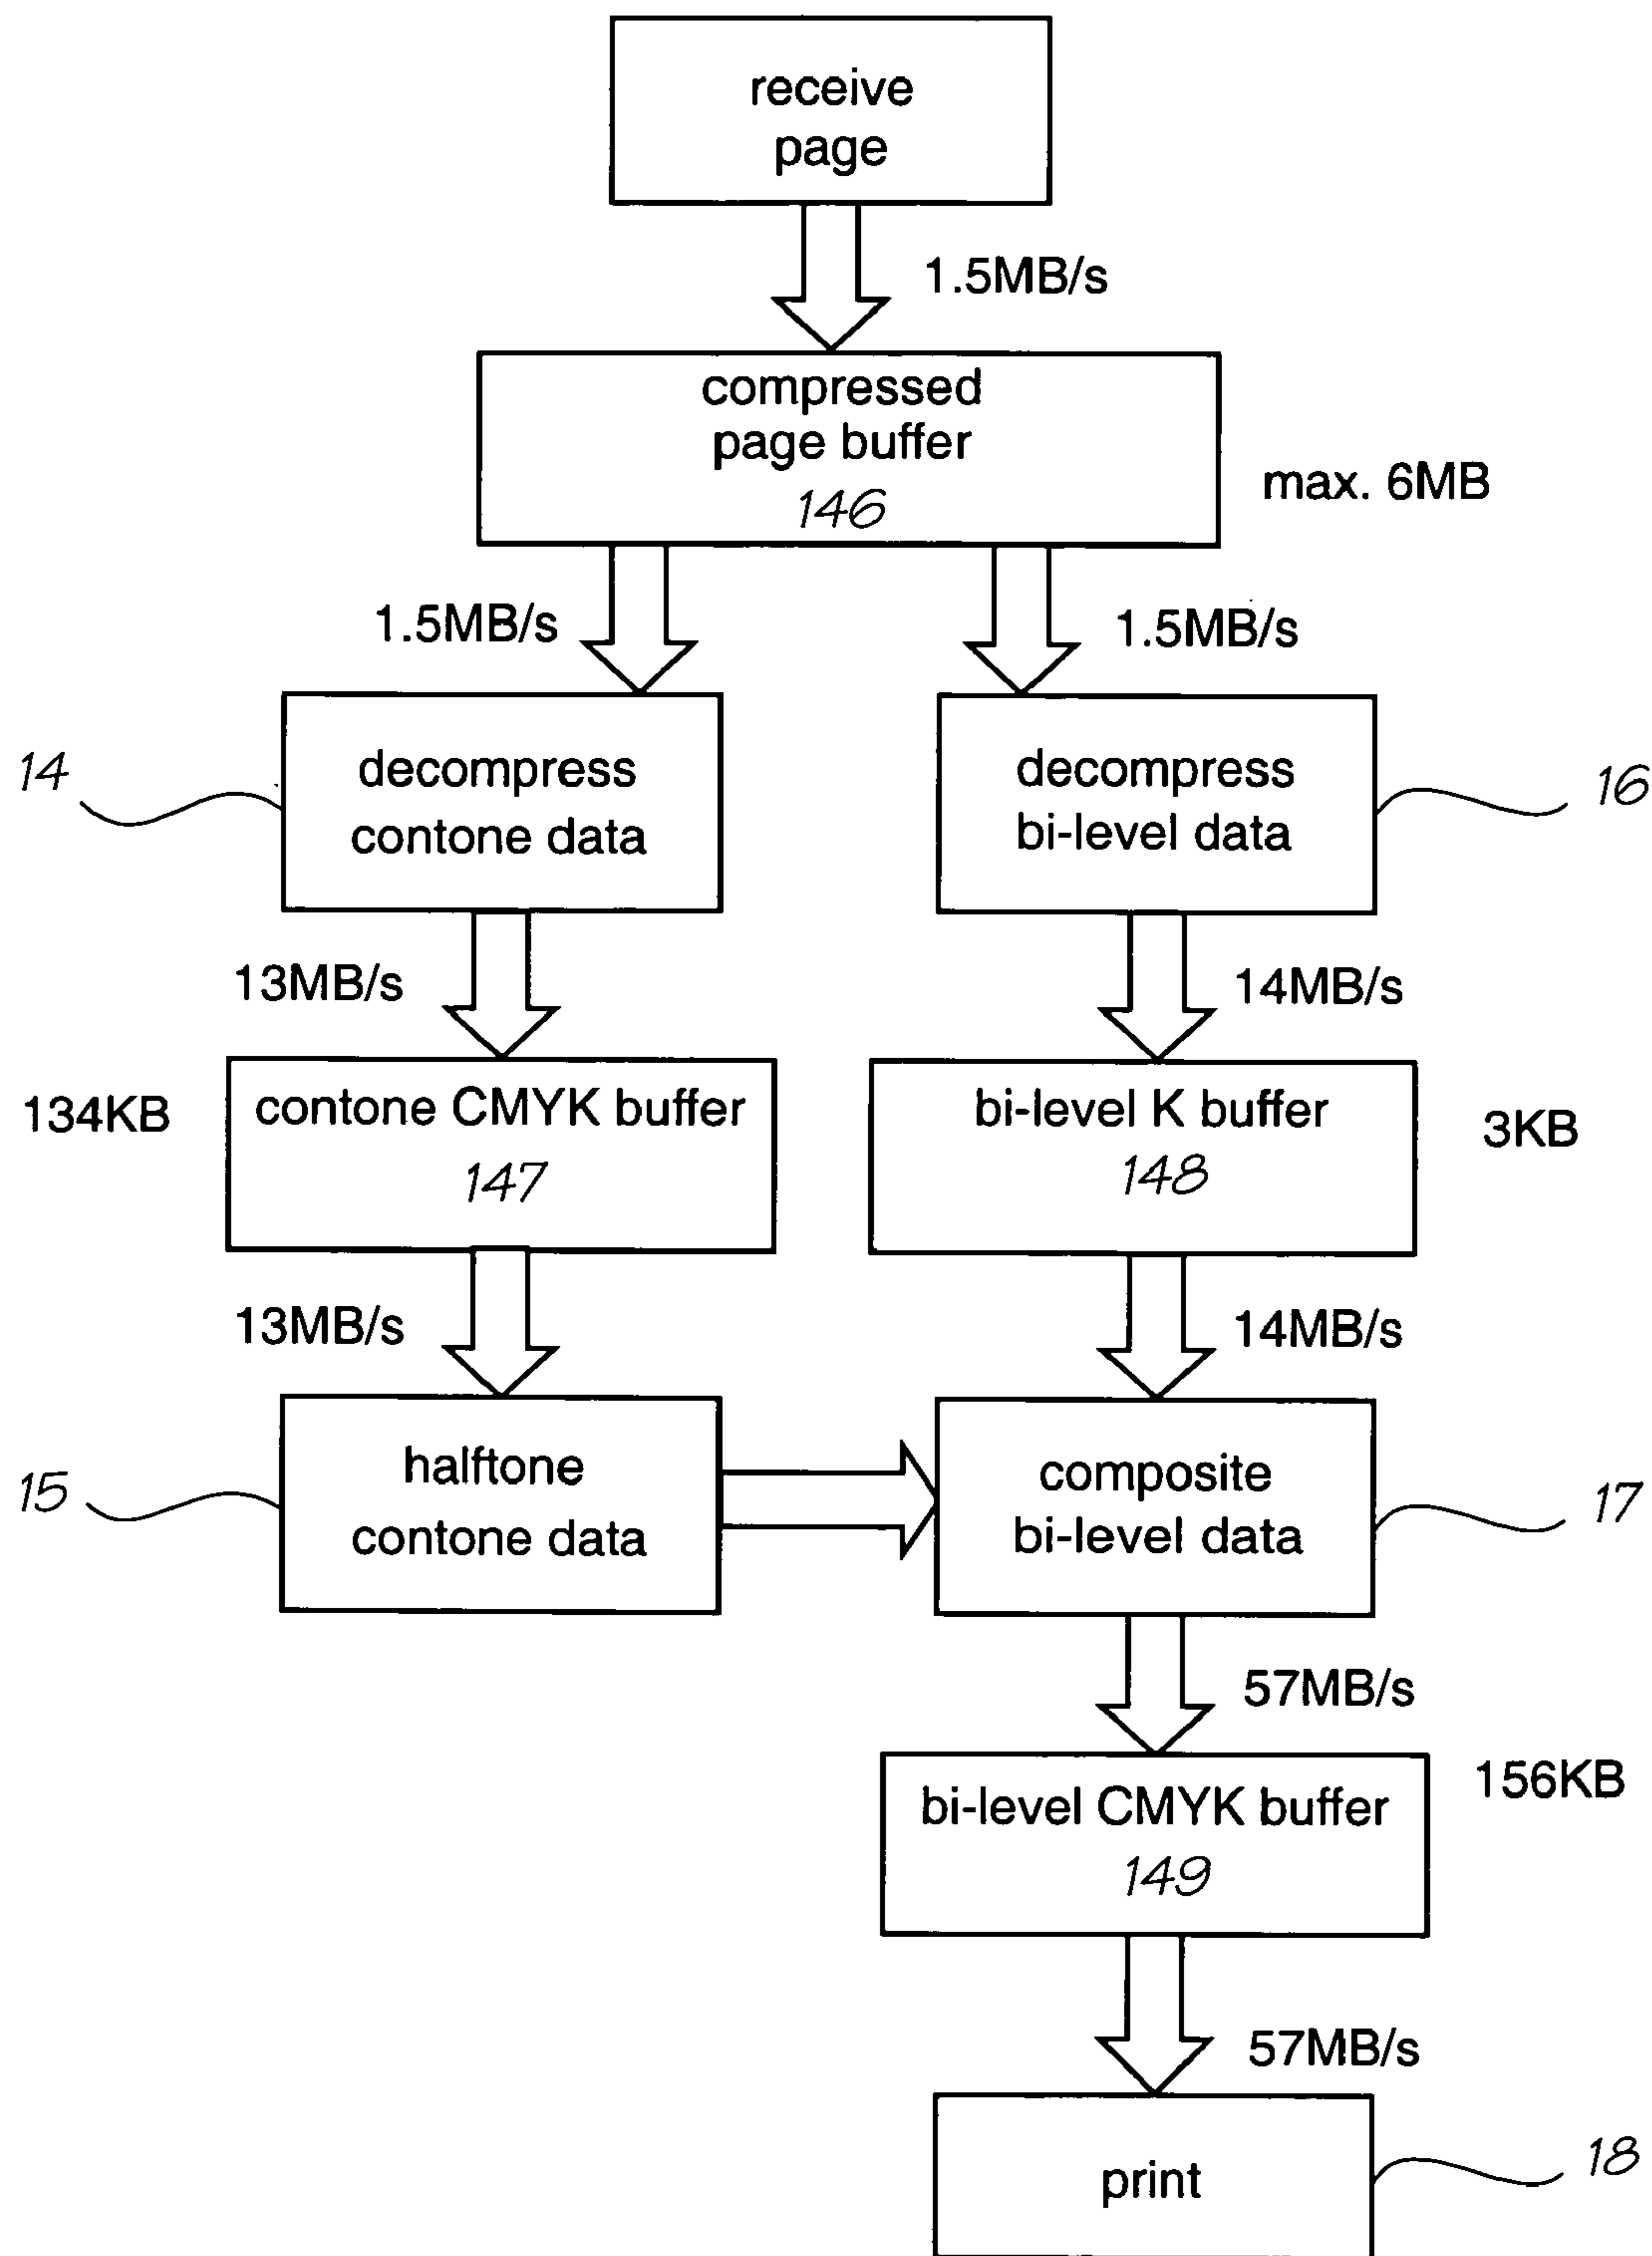 receive
page
1.5MB/s
compressed
page buffer
146
max. 6MB
1.5MB/s
1.5MB/s
14
decompress
contone data
decompress
bi-level data
16
13MB/s
14MB/s
134KB
contone CMYK buffer
147
bi-level K buffer
148
3KB
13MB/s
14MB/s
15
halftone
contone data
composite
bi-level data
17
57MB/s
bi-level CMYK buffer
149
156KB
57MB/s
print
18